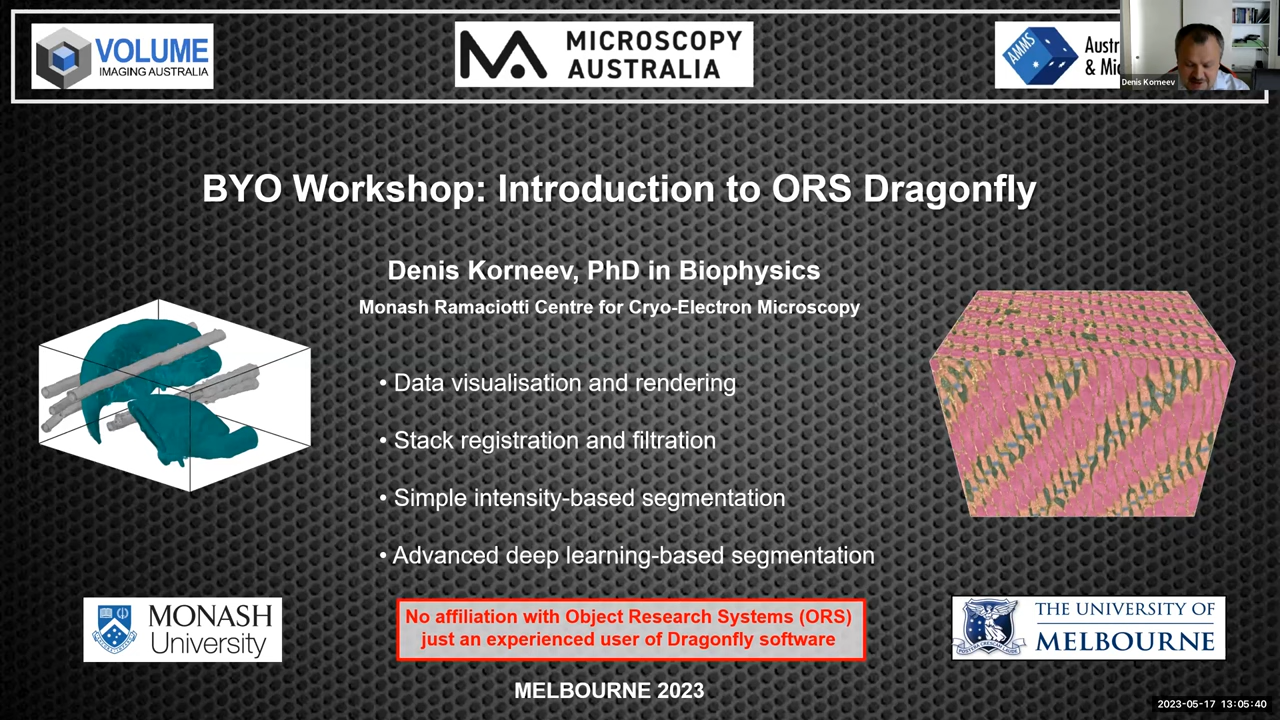 VOLUME
IMAGING AUSTRALIA
MICROSCOPY
AUSTRALIA
AMMS
Austr
& Mic
Denis Korneev
BYO Workshop: Introduction to ORS Dragonfly
Denis Korneev, PhD in Biophysics
Monash Ramaciotti Centre for Cryo-Electron Microscopy
• Data visualisation and rendering
• Stack registration and filtration
• Simple intensity-based segmentation
• Advanced deep learning-based segmentation
MONASH
University
No affiliation with Object Research Systems (ORS)
just an experienced user of Dragonfly software
THE UNIVERSITY OF
MELBOURNE
MELBOURNE 2023
2023-05-17 13:05:40